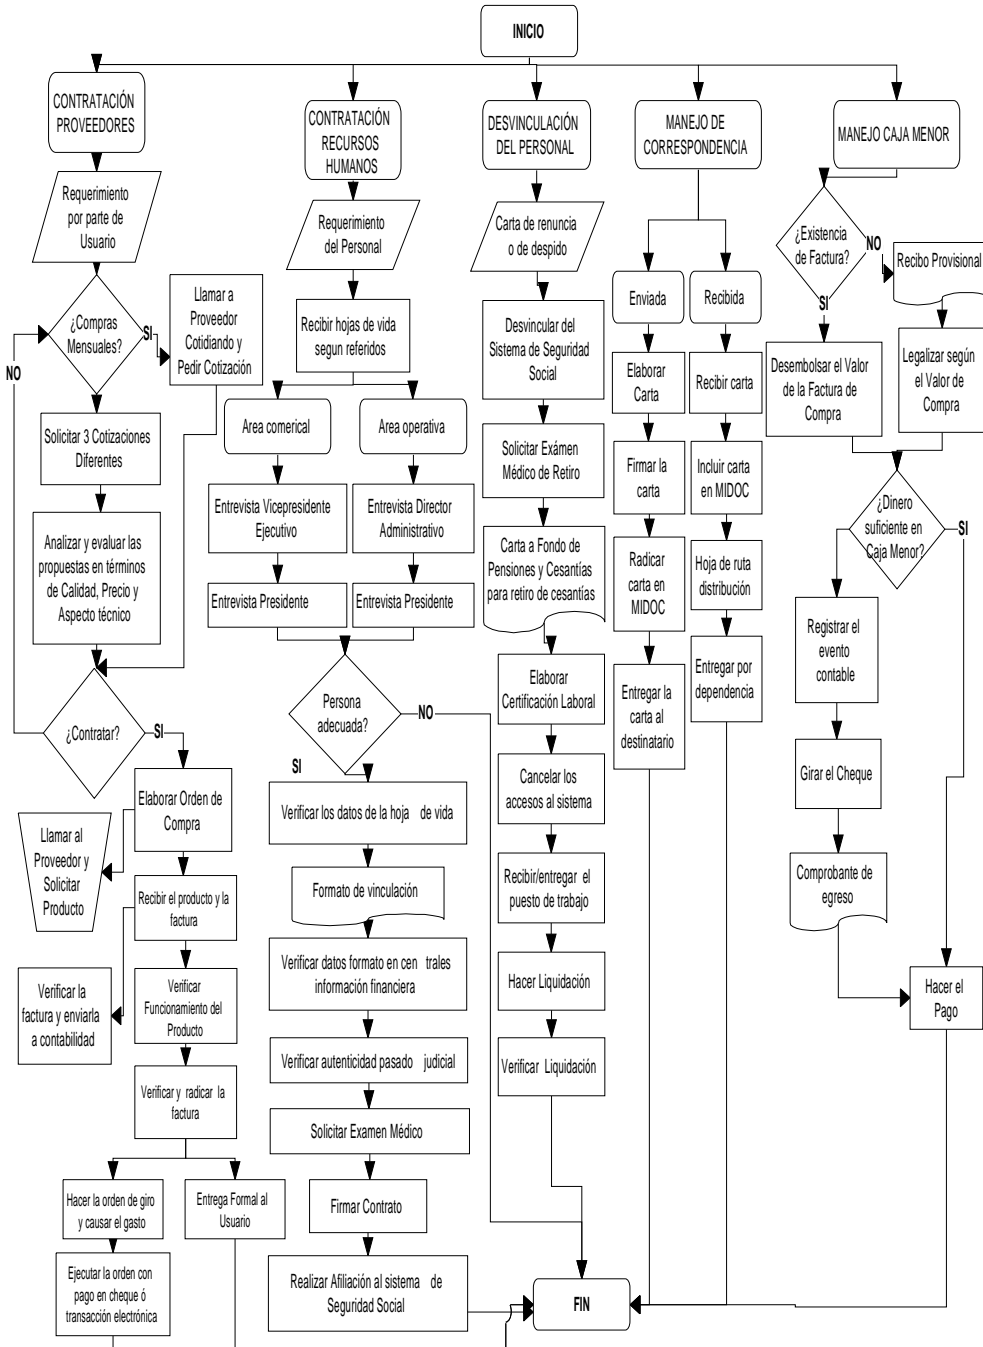 INICIO
CONTRATACIÓN
PROVEEDORES
CONTRATACIÓN
RECURSOS
HUMANOS
DESVINCULACIÓN
DEL PERSONAL
MANEJO DE
CORRESPONDENCIA
MANEJO CAJA MENOR
Requerimiento
por parte de
Usuario
¿Compras
Mensuales?
SI
NO
Llamar a
Proveedor
Cotidiando y
Pedir Cotización
Solicitar 3 Cotizaciones
Diferentes
Analizar y evaluar las
propuestas en términos
de Calidad, Precio y
Aspecto técnico
¿Contratar?
SI
Elaborar Orden de
Compra
Llamar al
Proveedor y
Solicitar
Producto
Recibir el producto y la
factura
Verificar la
factura y enviarla
a contabilidad
Verificar
Funcionamiento del
Producto
Verificar y radicar la
factura
Hacer la orden de giro
y causar el gasto
Entrega Formal al
Usuario
Ejecutar la orden con
pago en cheque ó
transacción electrónica
Requerimiento
del Personal
Recibir hojas de vida
segun referidos
Area comerical
Area operativa
Entrevista Vicepresidente
Ejecutivo
Entrevista Director
Administrativo
Entrevista Presidente
Entrevista Presidente
Persona
adecuada?
NO
SI
Verificar los datos de la hoja de vida
Formato de vinculación
Verificar datos formato en cen trales
información financiera
Verificar autenticidad pasado judicial
Solicitar Examen Médico
Firmar Contrato
Realizar Afiliación al sistema de
Seguridad Social
Carta de renuncia
o de despido
Desvincular del
Sistema de Seguridad
Social
Solicitar Exámen
Médico de Retiro
Carta a Fondo de
Pensiones y Cesantías
para retiro de cesantías
Elaborar
Certificación Laboral
Cancelar los
accesos al sistema
Recibir/entregar el
puesto de trabajo
Hacer Liquidación
Verificar Liquidación
FIN
Enviada
Recibida
Elaborar
Carta
Recibir carta
Firmar la
carta
Incluir carta
en MIDOC
Radicar
carta en
MIDOC
Hoja de ruta
distribución
Entregar la
carta al
destinatario
Entregar por
dependencia
¿Existencia
de Factura?
NO
SI
Recibo Provisional
Desembolsar el Valor
de la Factura de
Compra
Legalizar según
el Valor de
Compra
¿Dinero
suficiente en
Caja Menor?
SI
Registrar el
evento
contable
Girar el Cheque
Comprobante de
egreso
Hacer el
Pago